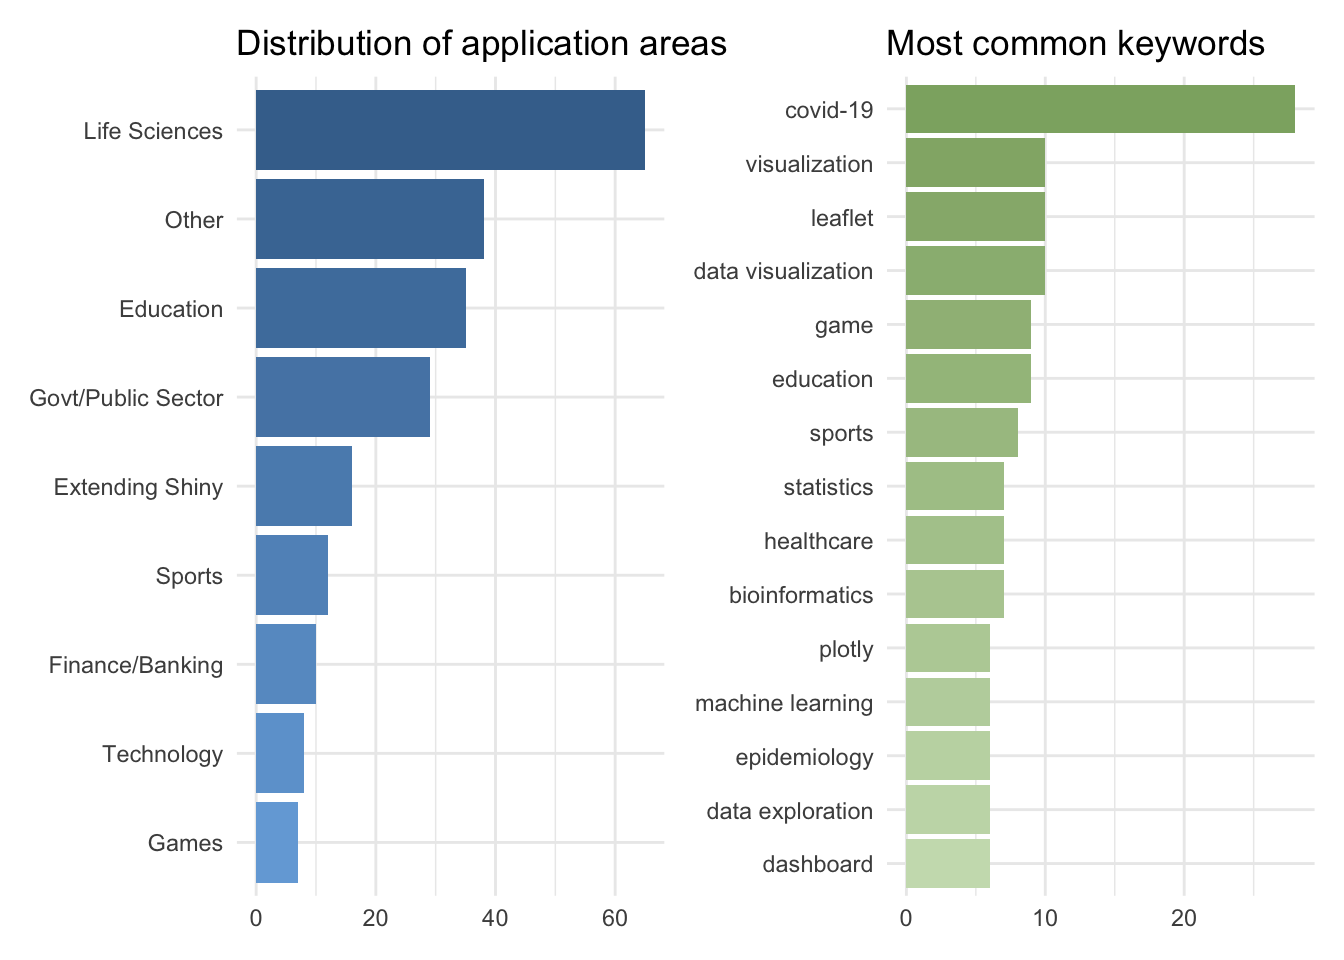 Distribution of application areas
Life Sciences
Other
Education
Govt/Public Sector
Extending Shiny
Sports
Finance/Banking
Technology
Games
0 20 40 60
Most common keywords
covid-19
visualization
leaflet
data visualization
game
education
sports
statistics
healthcare
bioinformatics
plotly
machine learning
epidemiology
data exploration
dashboard
0 10 20